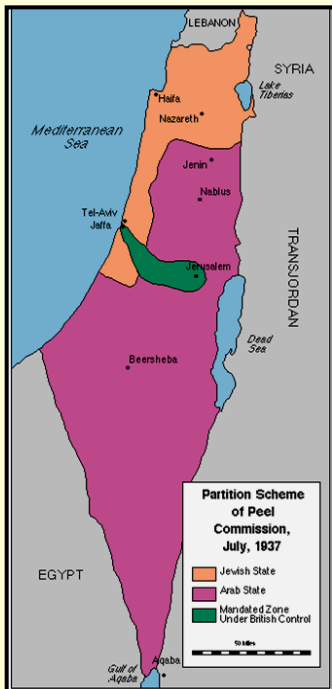 LEBANON
SYRIA
Lake
Tiberias
Haifa
Nazareth
Mediterranean
Sea
Jenin
Nablus
Tel-Aviv
Jaffa
Jerusalem
TRANSJORDAN
Dead
Sea
Beersheba
Partition Scheme
of Peel
Commission,
July, 1937
Jewish State
Arab State
Mandated Zone
Under British Control
50 Miles
EGYPT
Gulf of
Aqaba
Aqaba